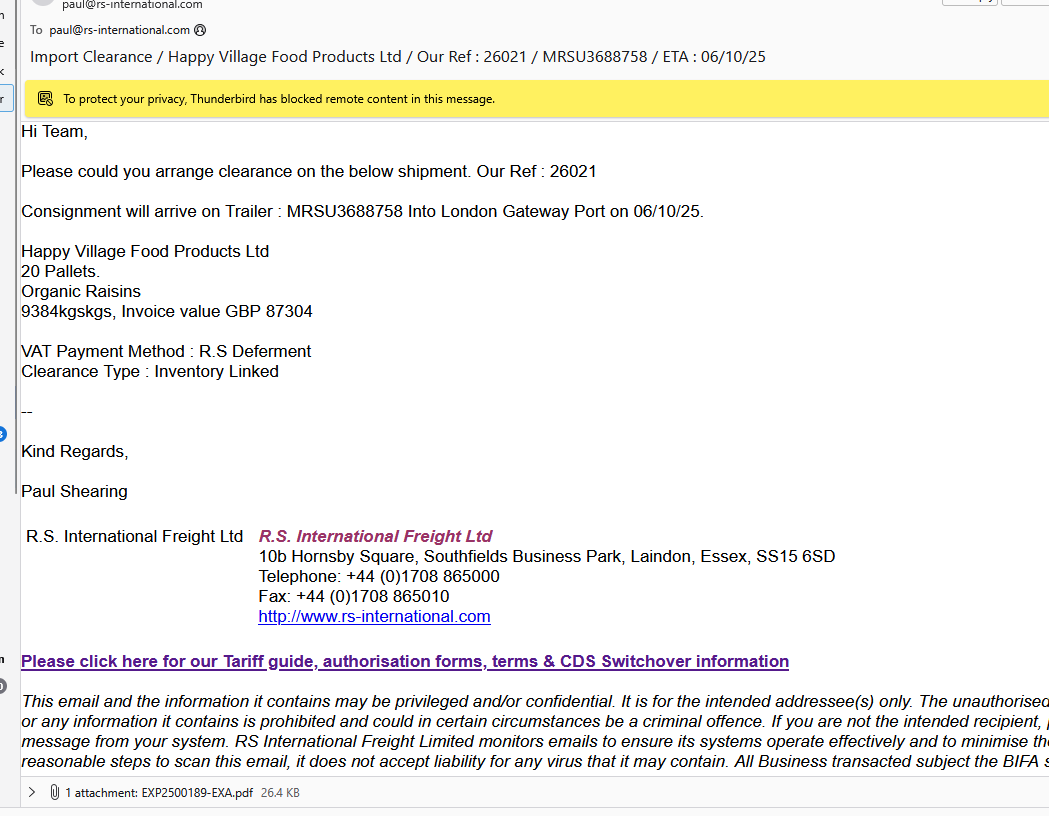 paul@rs-international.com
To paul@rs-international.com
Import Clearance / Happy Village Food Products Ltd / Our Ref : 26021 / MRSU3688758 / ETA : 06/10/25
To protect your privacy, Thunderbird has blocked remote content in this message.
Hi Team,
Please could you arrange clearance on the below shipment. Our Ref : 26021
Consignment will arrive on Trailer : MRSU3688758 Into London Gateway Port on 06/10/25.
Happy Village Food Products Ltd
20 Pallets.
Organic Raisins
9384kgskgs, Invoice value GBP 87304
VAT Payment Method : R.S Deferment
Clearance Type : Inventory Linked
--
Kind Regards,
Paul Shearing
R.S. International Freight Ltd
R.S. International Freight Ltd
10b Hornsby Square, Southfields Business Park, Laindon, Essex, SS15 6SD
Telephone: +44 (0)1708 865000
Fax: +44 (0)1708 865010
http://www.rs-international.com
Please click here for our Tariff guide, authorisation forms, terms & CDS Switchover information
This email and the information it contains may be privileged and/or confidential. It is for the intended addressee(s) only. The unauthorised
or any information it contains is prohibited and could in certain circumstances be a criminal offence. If you are not the intended recipient,
message from your system. RS International Freight Limited monitors emails to ensure its systems operate effectively and to minimise
reasonable steps to scan this email, it does not accept liability for any virus that it may contain. All Business transacted subject the BIFA
1 attachment: EXP2500189-EXA.pdf 26.4 KB